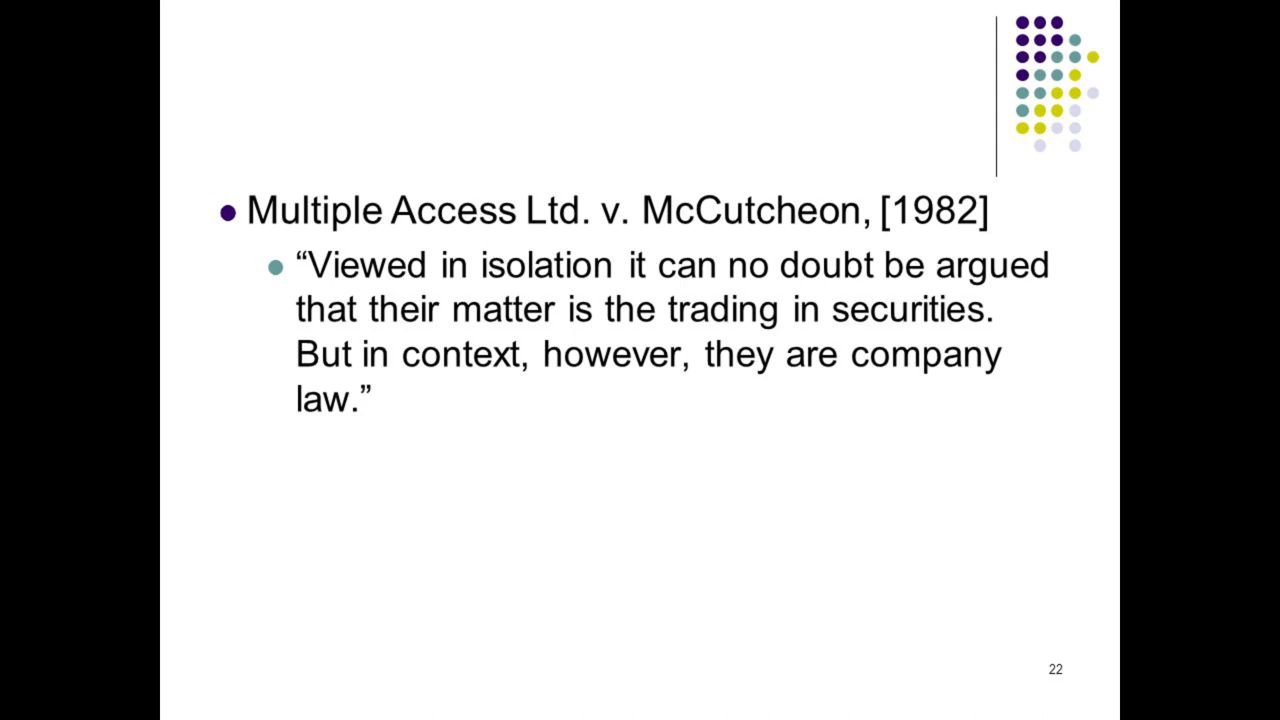 Multiple Access Ltd. v. McCutcheon, [1982]
“Viewed in isolation it can no doubt be argued
that their matter is the trading in securities.
But in context, however, they are company
law.”
22